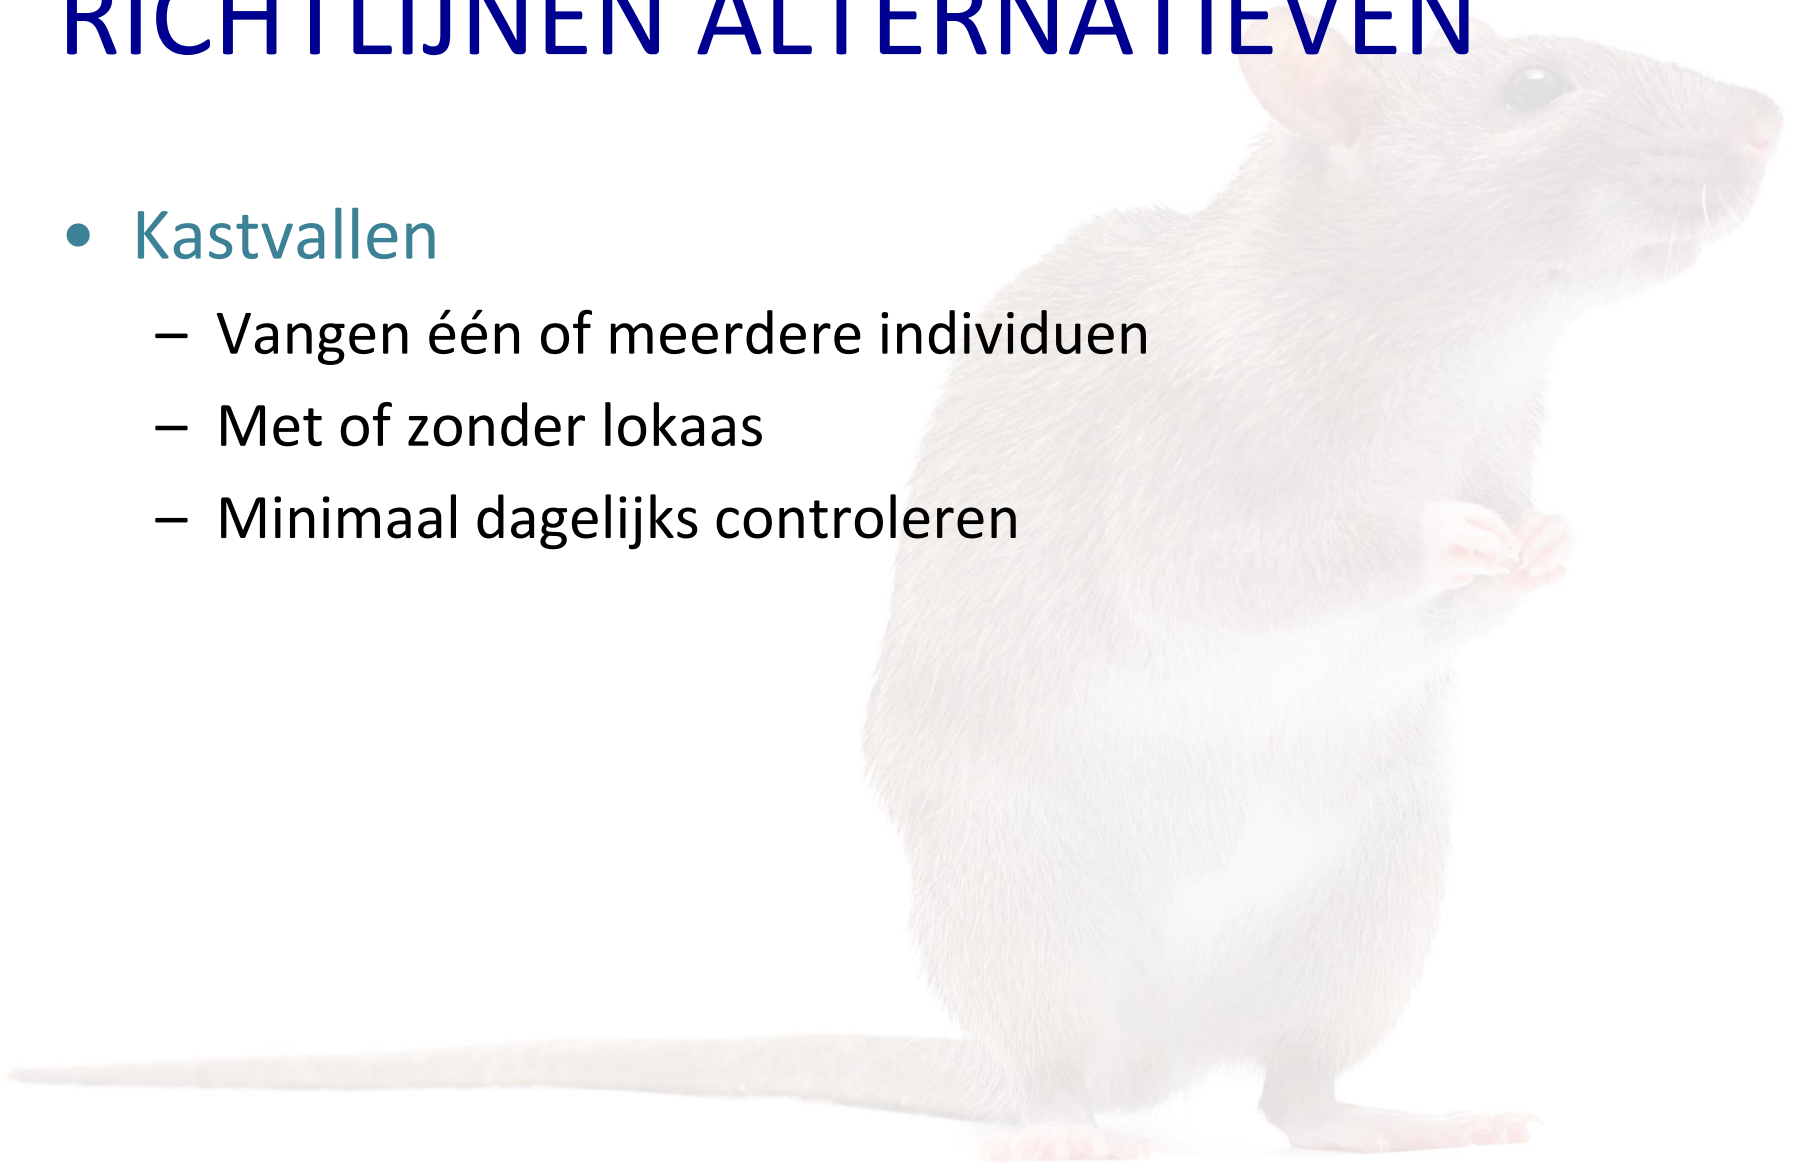 RICHTLIJNEN ALTERNATIEVEN
• Kastvallen
– Vangen één of meerdere individuen
– Met of zonder lokaas
– Minimaal dagelijks controleren